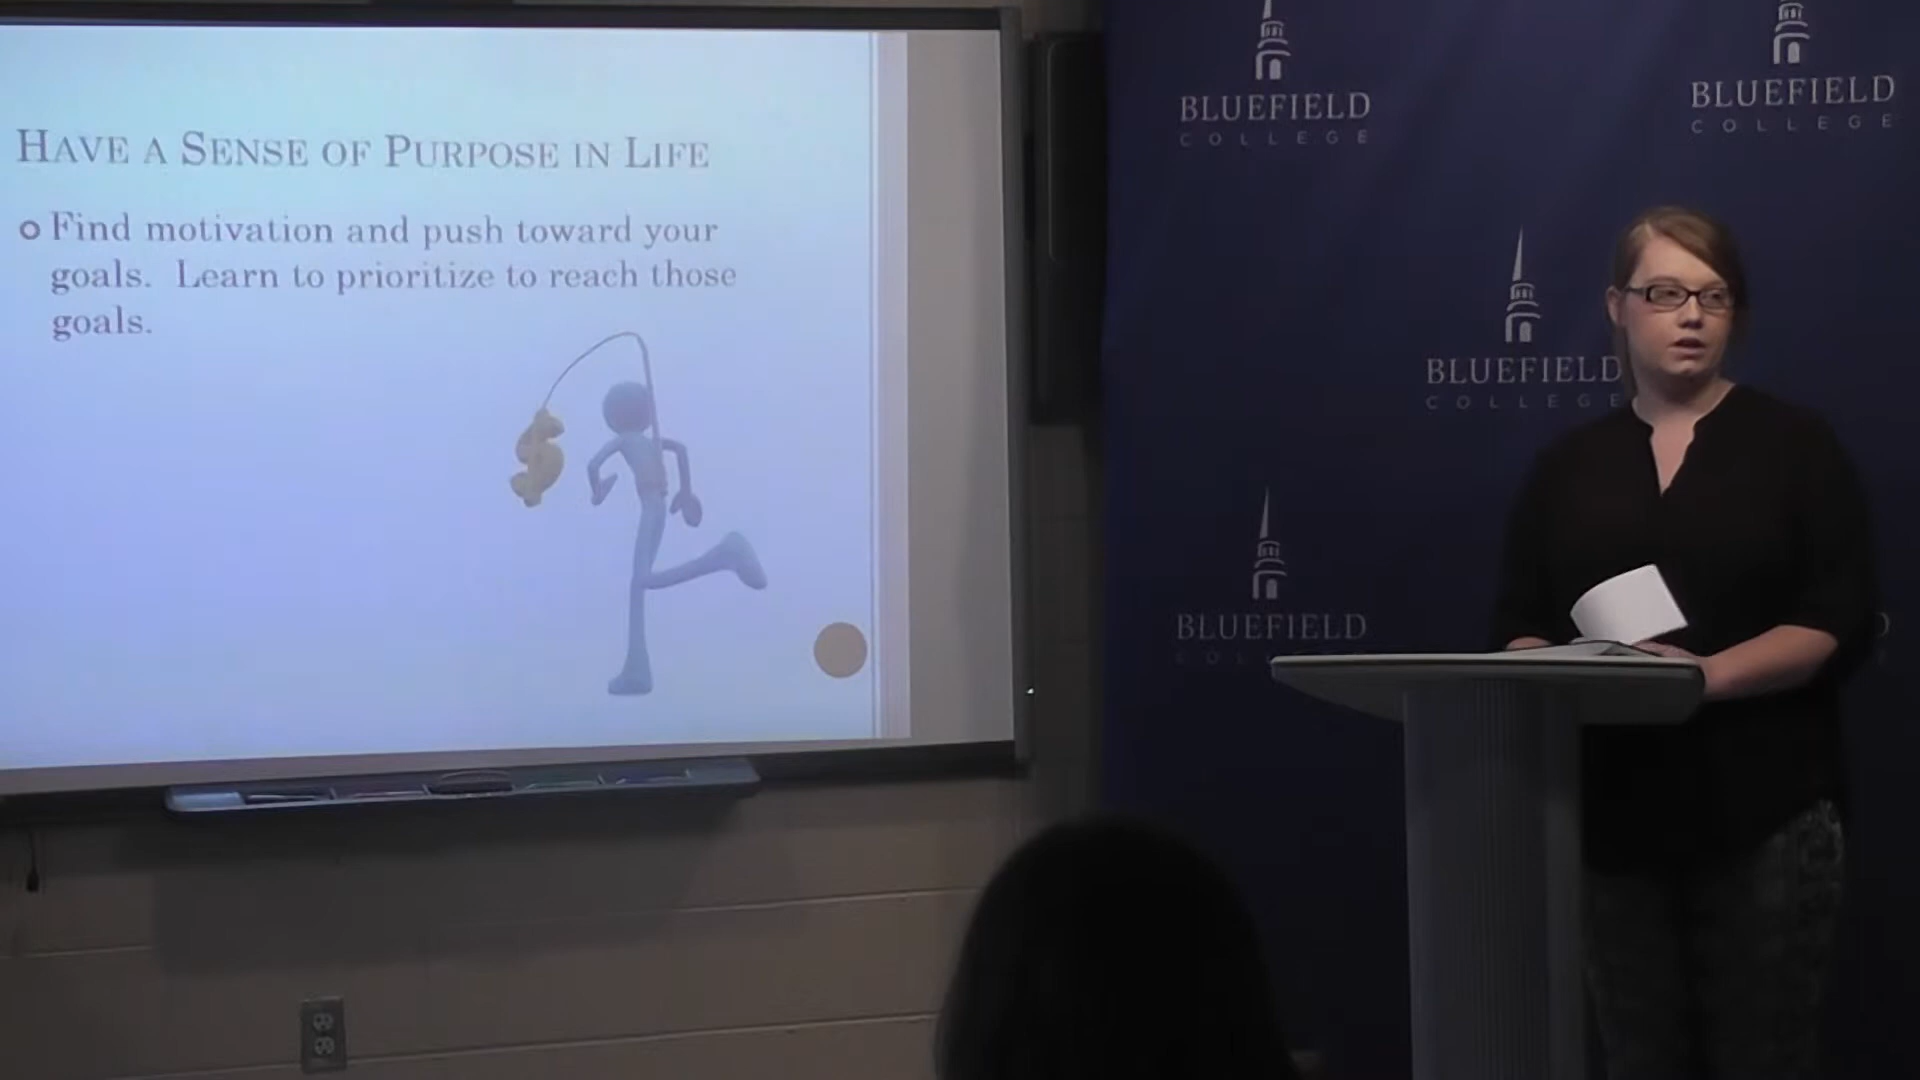 HAVE A SENSE OF PURPOSE IN LIFE
Find motivation and push toward your
goals. Learn to prioritize to reach those
goals.
BLUEFIELD
COLLEGE
BLUEFIELD
COLLEGE
BLUEFIELD
COLLEGE
BLUEFIELD